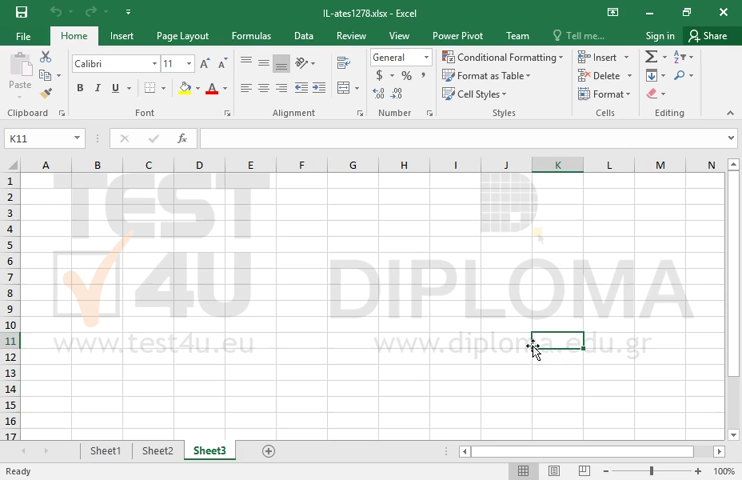 IL-ates1278.xlsx - Excel
File Home Insert Page Layout Formulas Data Review View Power Pivot Team Tell me... Sign in Share
Calibri 11 General Conditional Formatting Insert
Paste B I U $ % , Format as Table Delete
Cell Styles Format
Clipboard Font Alignment Number Styles Cells Editing
K11 fx
A B C D E F G H I J K L M N
1
2
3
4
5
6
7
8
9
10
11
12
13
14
15
16
17
TEST
4U DIPLOMA
www.test4u.eu www.diploma.edu.gr
Sheet1 Sheet2 Sheet3
Ready 100%